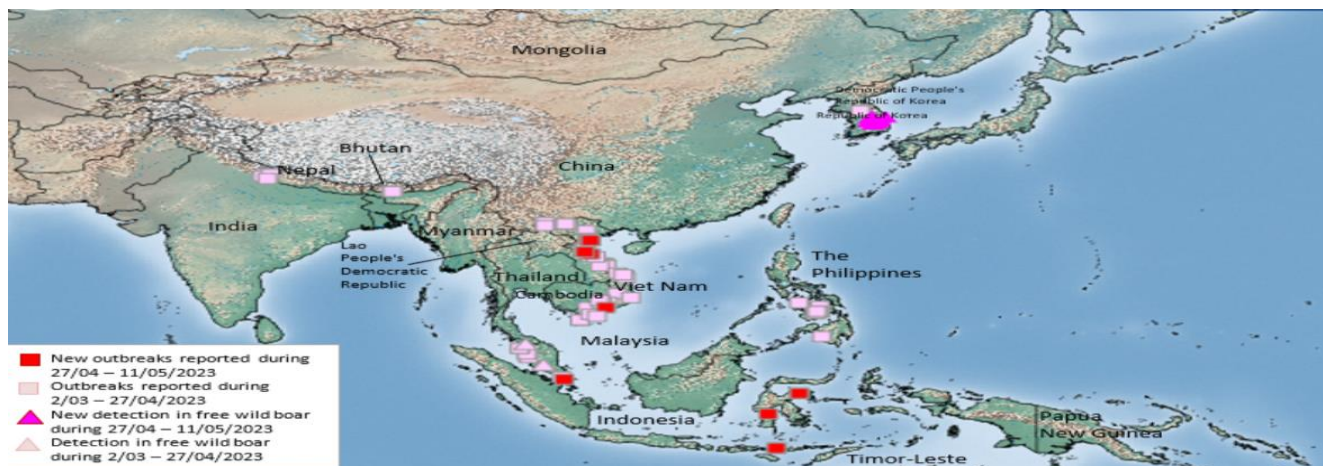 Mongolia
Democratic People's
Republic of Korea
Republic of Korea
Bhutan
China
Nepal
India
Myanmar
Lao
People's
Democratic
Republic
The
Philippines
Thailand
Viet Nam
Cambodia
Malaysia
Indonesia
Papua
New Guinea
Timor-Leste
New outbreaks reported during
27/04 – 11/05/2023
Outbreaks reported during
2/03 – 27/04/2023
New detection in free wild boar
during 27/04 – 11/05/2023
Detection in free wild boar
during 2/03 – 27/04/2023